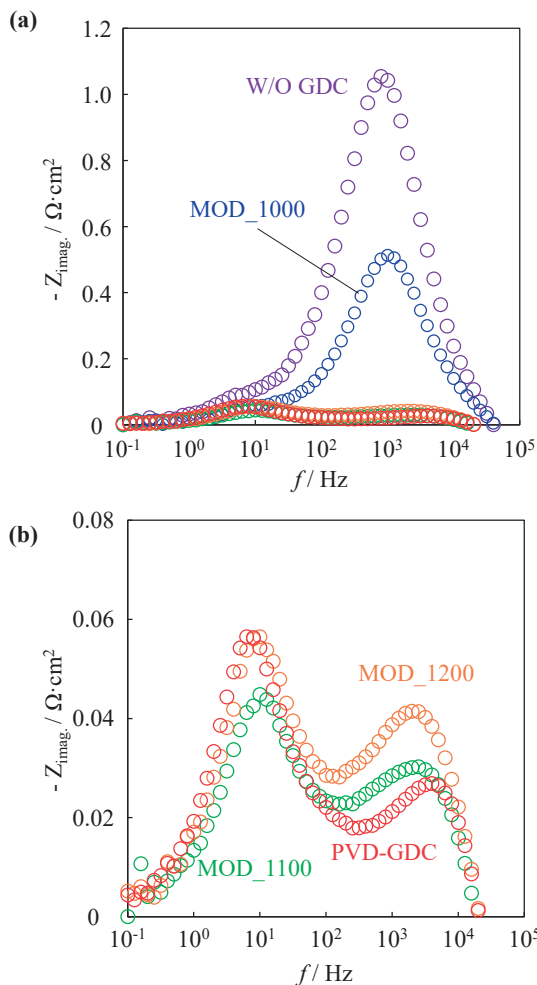 (a)
1.2
1.0
0.8
0.6
0.4
0.2
0
- Z_imag. / Ω·cm²
W/O GDC
MOD_1000
10⁻¹ 10⁰ 10¹ 10² 10³ 10⁴ 10⁵
f / Hz
(b)
0.08
0.06
0.04
0.02
0
- Z_imag. / Ω·cm²
MOD_1200
PVD-GDC
MOD_1100
10⁻¹ 10⁰ 10¹ 10² 10³ 10⁴ 10⁵
f / Hz